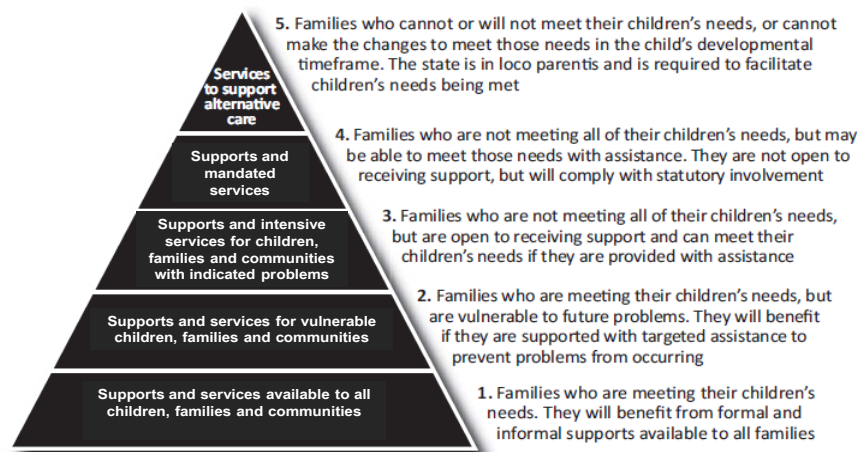 5. Families who cannot or will not meet their children's needs, or cannot
make the changes to meet those needs in the child's developmental
timeframe. The state is in loco parentis and is required to facilitate
children's needs being met
Services
to support
alternative
care
4. Families who are not meeting all of their children's needs, but may
be able to meet those needs with assistance. They are not open to
receiving support, but will comply with statutory involvement
Supports and
mandated
services
3. Families who are not meeting all of their children's needs,
but are open to receiving support and can meet their
children's needs if they are provided with assistance
Supports and intensive
services for children,
families and communities
with indicated problems
2. Families who are meeting their children's needs, but
are vulnerable to future problems. They will benefit
if they are supported with targeted assistance to
prevent problems from occurring
Supports and services for vulnerable
children, families and communities
1. Families who are meeting their children's
needs. They will benefit from formal and
informal supports available to all families
Supports and services available to all
children, families and communities